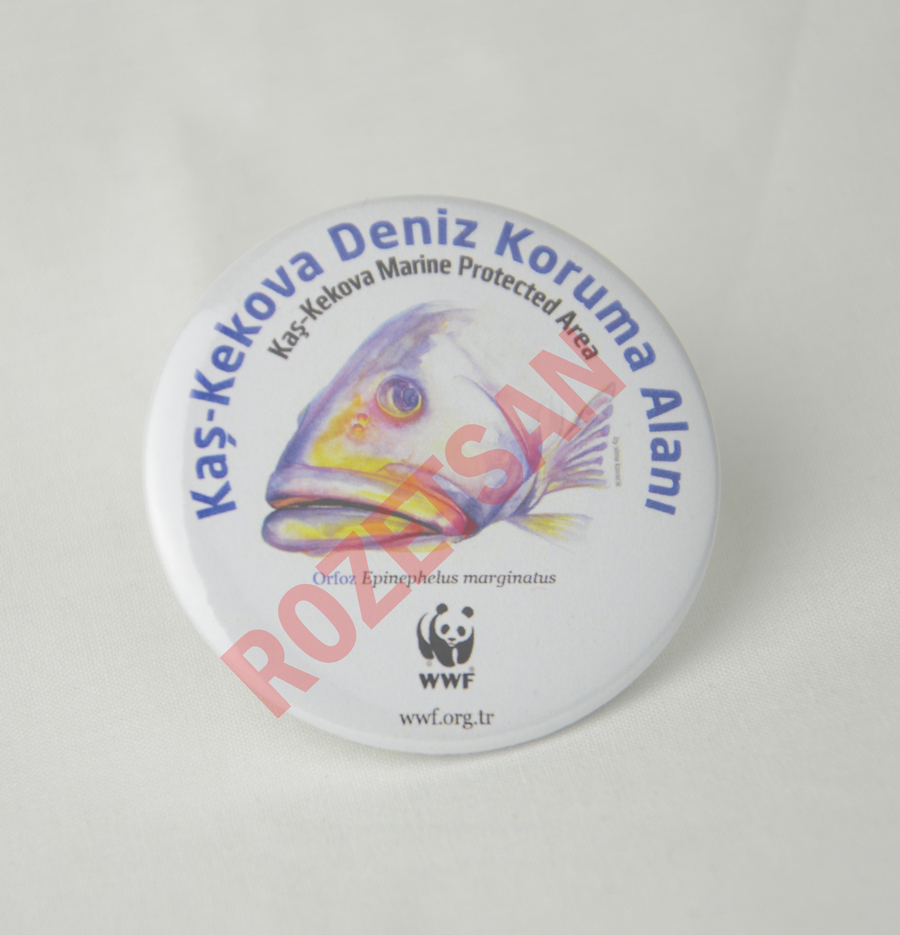 Kaş-Kekova Deniz Koruma Alanı
Kaş-Kekova Marine Protected Area
Orfoz Epinephelus marginatus
WWF
wwf.org.tr
ROZETSAN